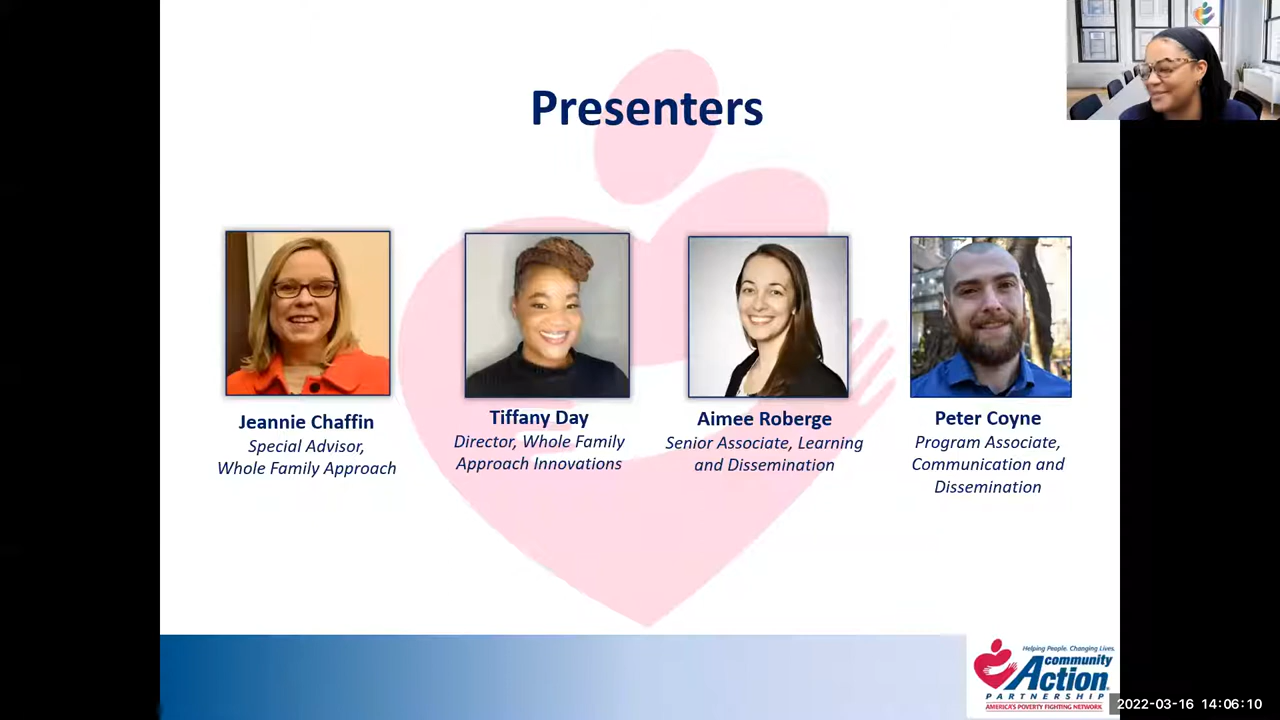 Presenters
Jeannie Chaffin
Special Advisor,
Whole Family Approach
Tiffany Day
Director, Whole Family
Approach Innovations
Aimee Roberge
Senior Associate, Learning
and Dissemination
Peter Coyne
Program Associate,
Communication and
Dissemination
Helping People. Changing Lives.
community
Action
PARTNERSHIP
AMERICA'S POVERTY FIGHTING NETWORK
2022-03-16 14:06:10